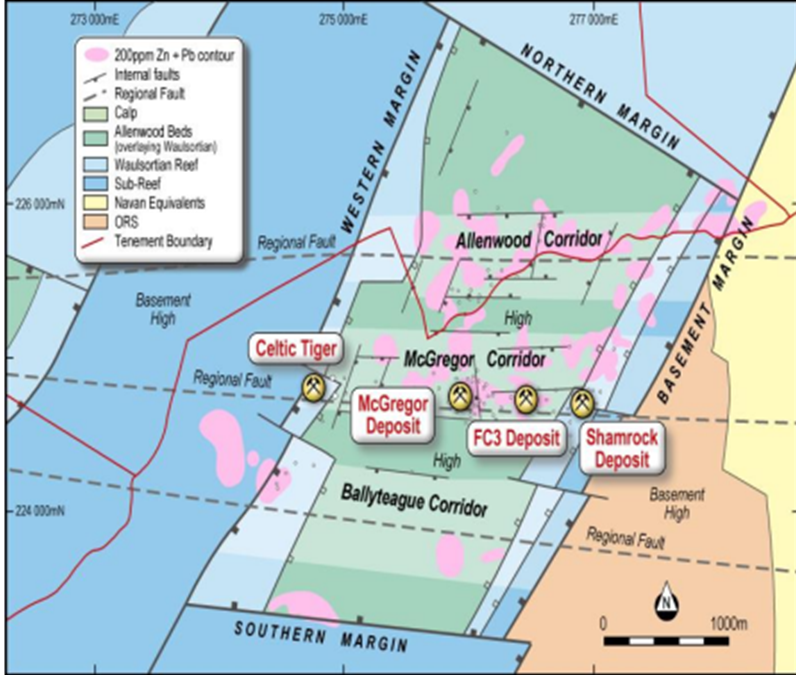 273 000mE
275 000mE
277 000mE
200ppm Zn + Pb contour
Internal faults
Regional Fault
Calp
Allenwood Beds
(overlaying Waulsortian)
Waulsortian Reef
Sub-Reef
Navan Equivalents
ORS
Tenement Boundary
WESTERN MARGIN
NORTHERN MARGIN
226 000mN
Regional Fault
Allenwood Corridor
BASEMENT MARGIN
Basement
High
High
Celtic Tiger
McGregor Corridor
Regional Fault
McGregor
Deposit
FC3 Deposit
Shamrock
Deposit
High
Ballyteague Corridor
Basement
High
224 000mN
Regional Fault
N
SOUTHERN MARGIN
0
1000m